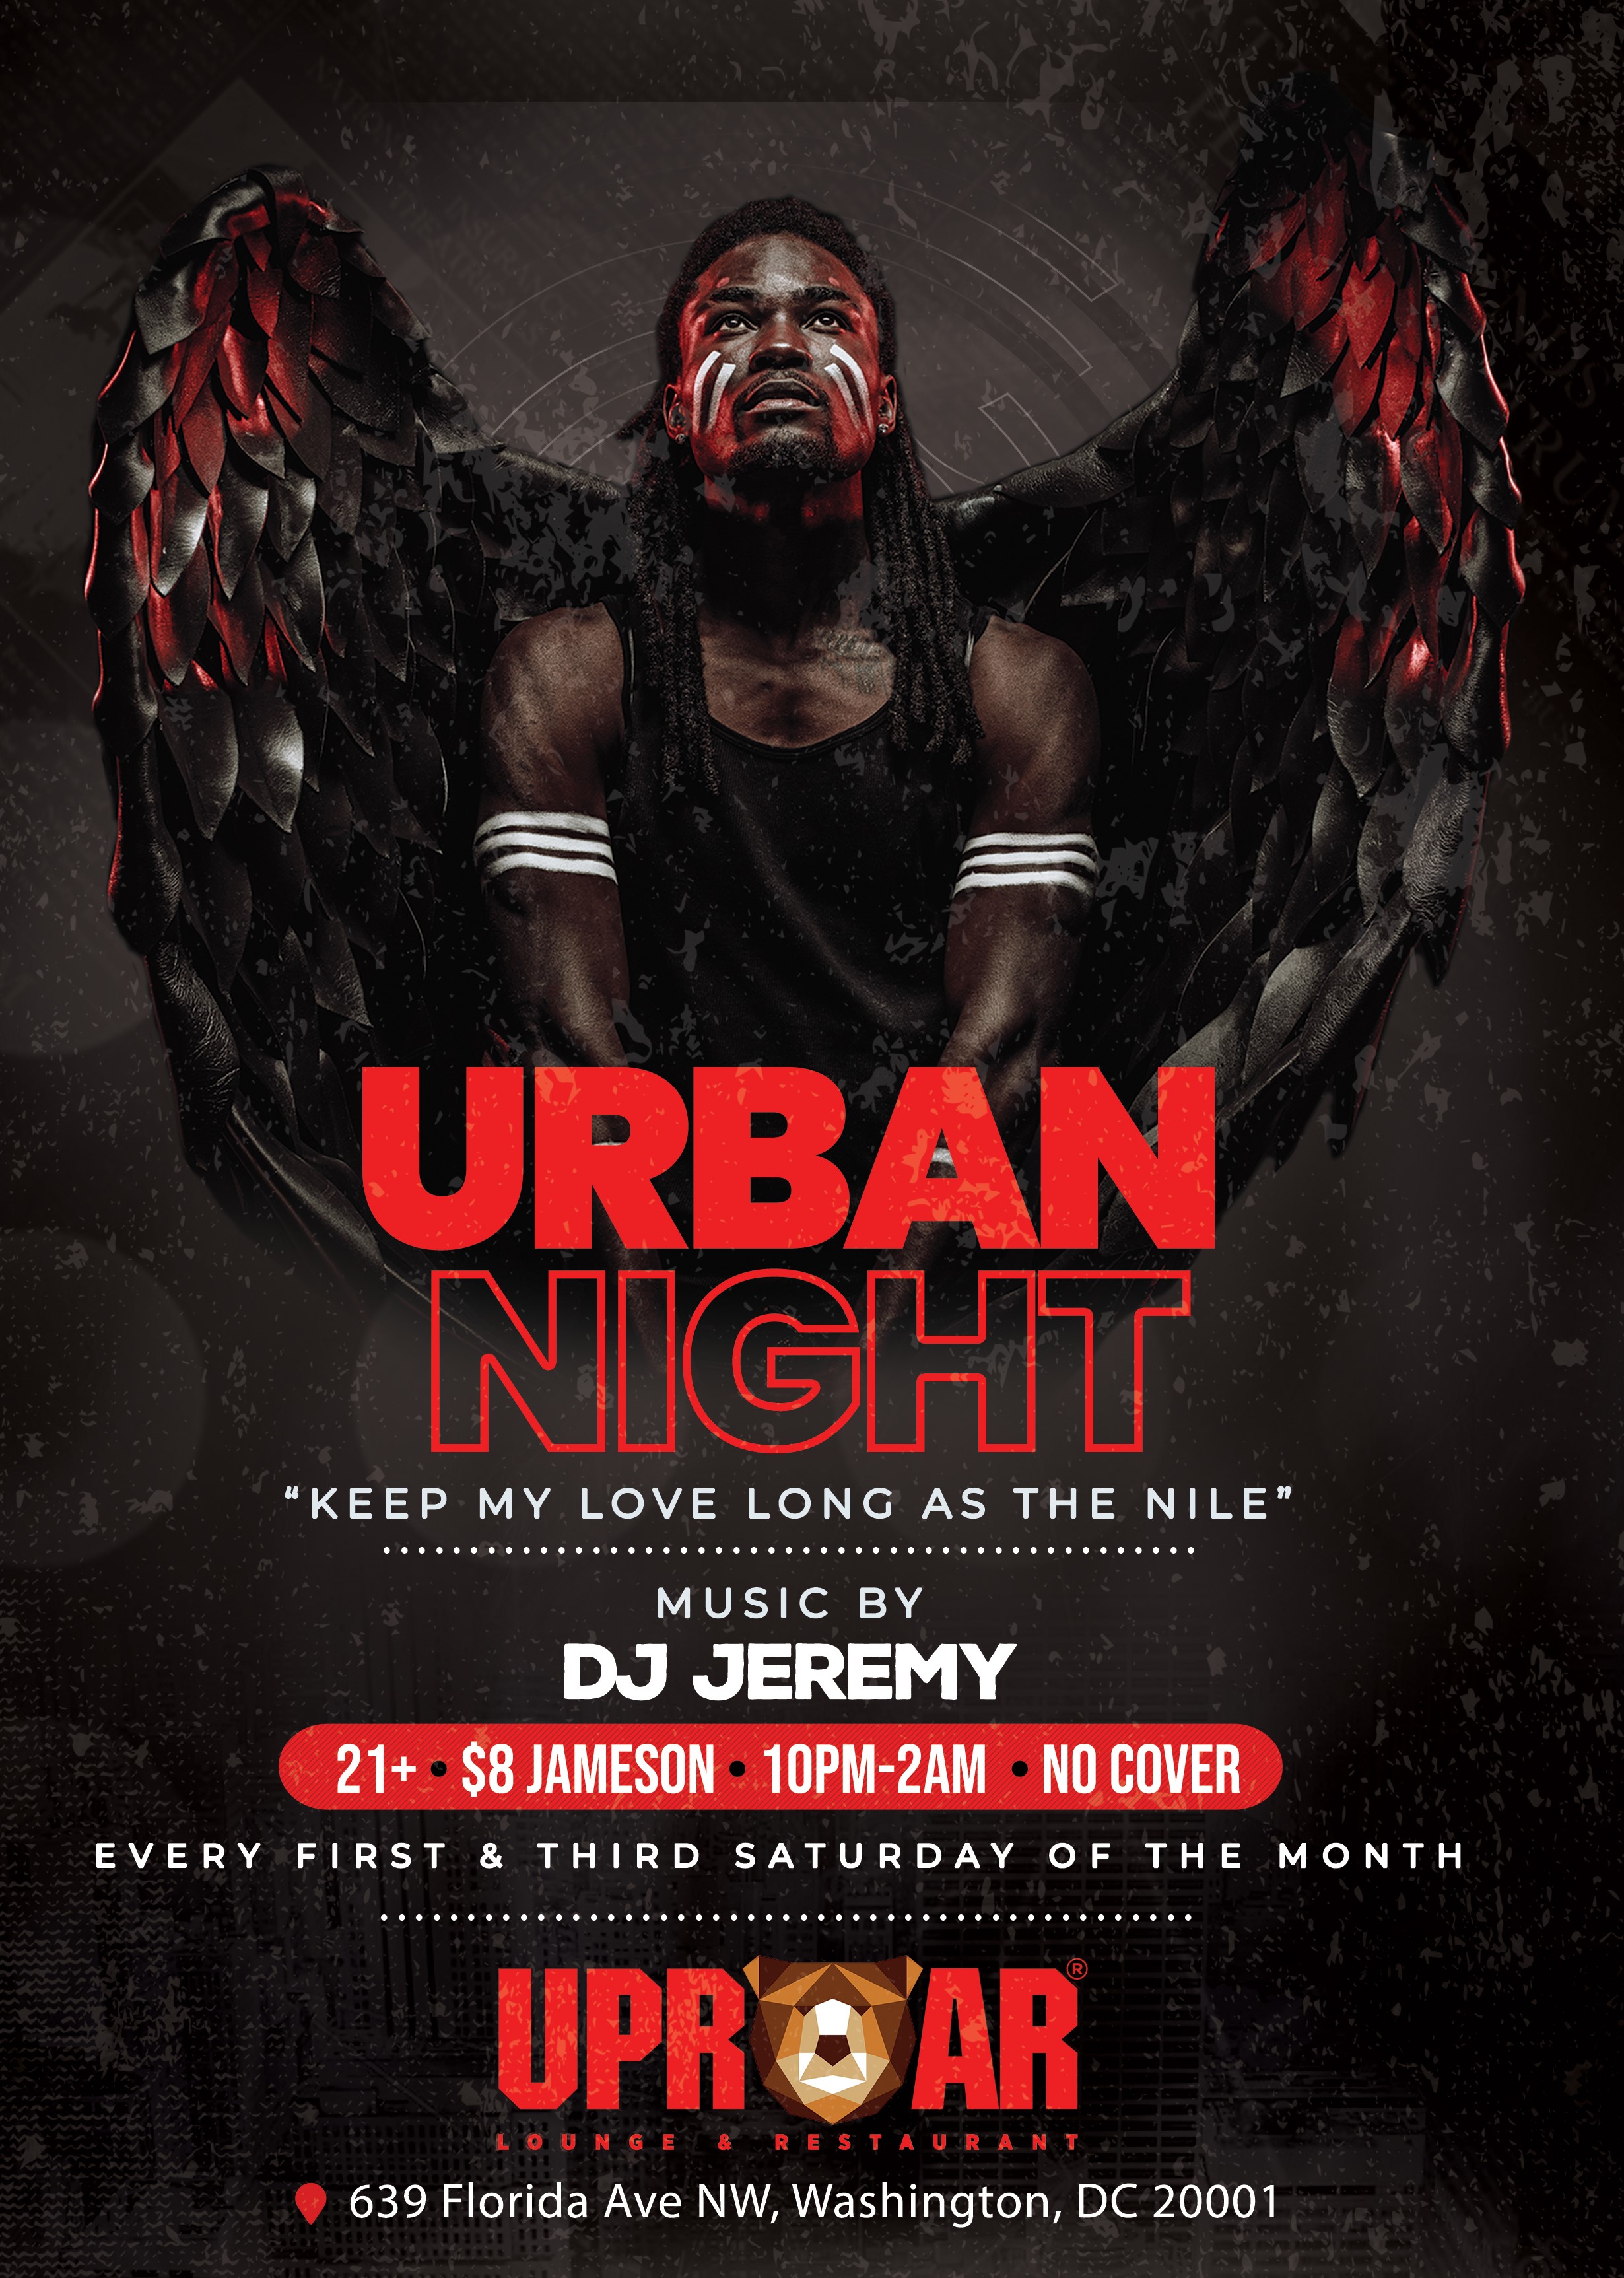 URBAN
NIGHT
“KEEP MY LOVE LONG AS THE NILE”
MUSIC BY
DJ JEREMY
21+ • $8 JAMESON • 10PM-2AM • NO COVER
EVERY FIRST & THIRD SATURDAY OF THE MONTH
UPROAR®
LOUNGE & RESTAURANT
639 Florida Ave NW, Washington, DC 20001